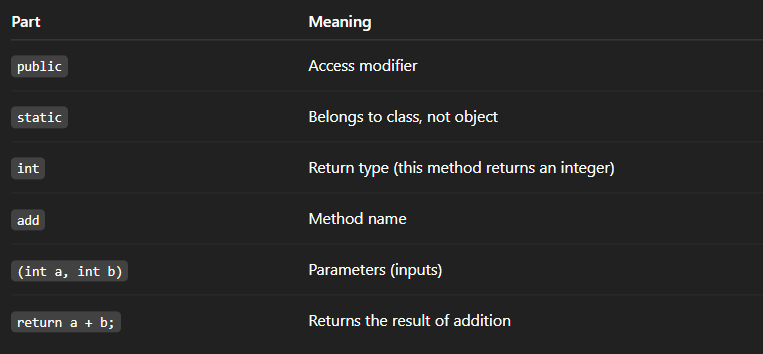 Part Meaning
public Access modifier
static Belongs to class, not object
int Return type (this method returns an integer)
add Method name
(int a, int b) Parameters (inputs)
return a + b; Returns the result of addition